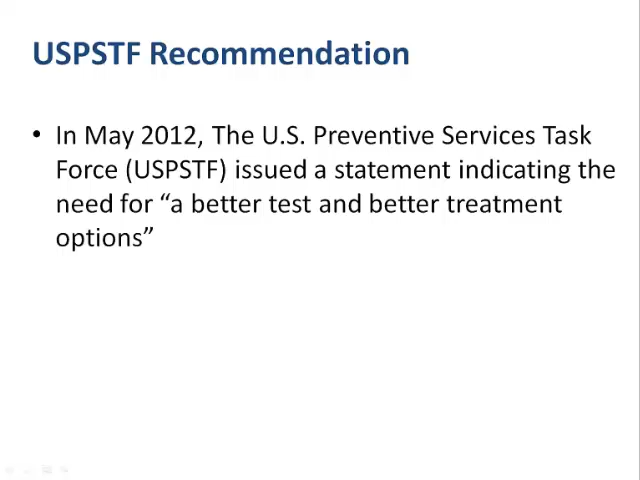 USPSTF Recommendation
• In May 2012, The U.S. Preventive Services Task
Force (USPSTF) issued a statement indicating the
need for “a better test and better treatment
options”